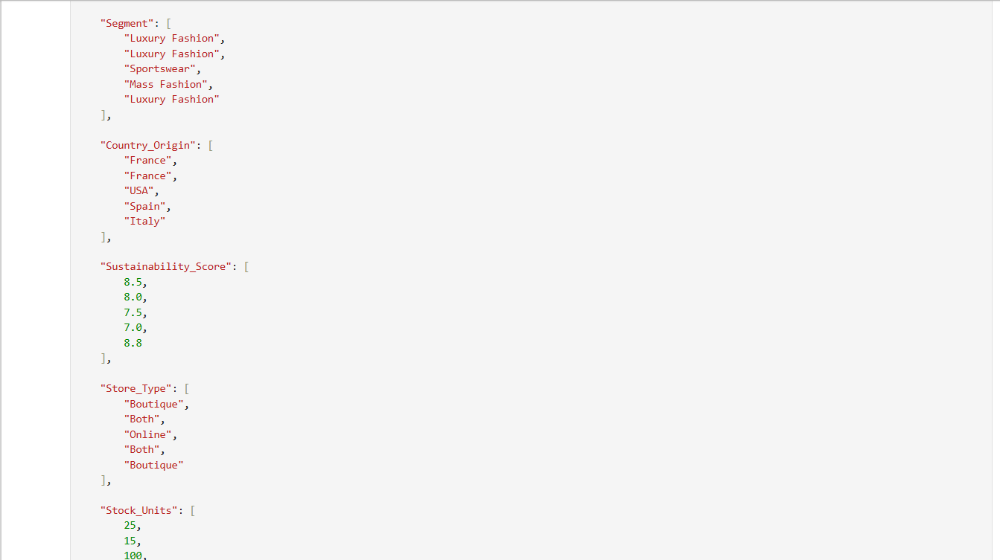 "Segment": [
"Luxury Fashion",
"Luxury Fashion",
"Sportswear",
"Mass Fashion",
"Luxury Fashion"
],
"Country_Origin": [
"France",
"France",
"USA",
"Spain",
"Italy"
],
"Sustainability_Score": [
8.5,
8.0,
7.5,
7.0,
8.8
],
"Store_Type": [
"Boutique",
"Both",
"Online",
"Both",
"Boutique"
],
"Stock_Units": [
25,
15,
100,